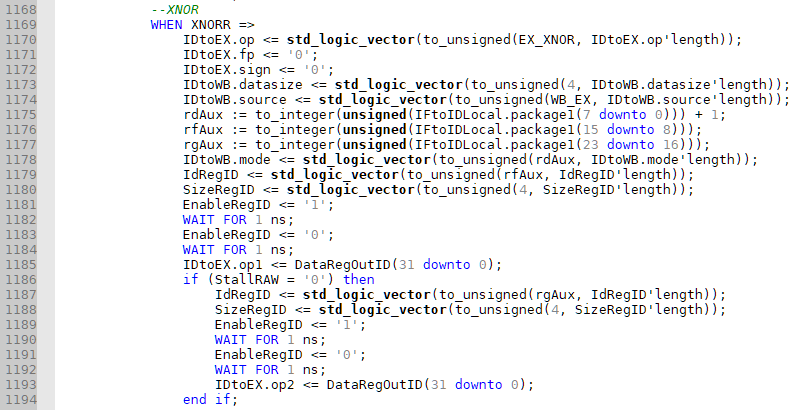 1168 --XNOR
1169 WHEN XNORR =>
1170 IDtoEX.op <= std_logic_vector(to_unsigned(EX_XNOR, IDtoEX.op'length));
1171 IDtoEX.fp <= '0';
1172 IDtoEX.sign <= '0';
1173 IDtoWB.datasize <= std_logic_vector(to_unsigned(4, IDtoWB.datasize'length));
1174 IDtoWB.source <= std_logic_vector(to_unsigned(WB_EX, IDtoWB.source'length));
1175 rdAux := to_integer(unsigned(IFtoIDLocal.package1(7 downto 0))) + 1;
1176 rfAux := to_integer(unsigned(IFtoIDLocal.package1(15 downto 8)));
1177 rgAux := to_integer(unsigned(IFtoIDLocal.package1(23 downto 16)));
1178 IDtoWB.mode <= std_logic_vector(to_unsigned(rdAux, IDtoWB.mode'length));
1179 IdRegID <= std_logic_vector(to_unsigned(rfAux, IdRegID'length));
1180 SizeRegID <= std_logic_vector(to_unsigned(4, SizeRegID'length));
1181 EnableRegID <= '1';
1182 WAIT FOR 1 ns;
1183 EnableRegID <= '0';
1184 WAIT FOR 1 ns;
1185 IDtoEX.op1 <= DataRegOutID(31 downto 0);
1186 if (StallRAW = '0') then
1187 IdRegID <= std_logic_vector(to_unsigned(rgAux, IdRegID'length));
1188 SizeRegID <= std_logic_vector(to_unsigned(4, SizeRegID'length));
1189 EnableRegID <= '1';
1190 WAIT FOR 1 ns;
1191 EnableRegID <= '0';
1192 WAIT FOR 1 ns;
1193 IDtoEX.op2 <= DataRegOutID(31 downto 0);
1194 end if;